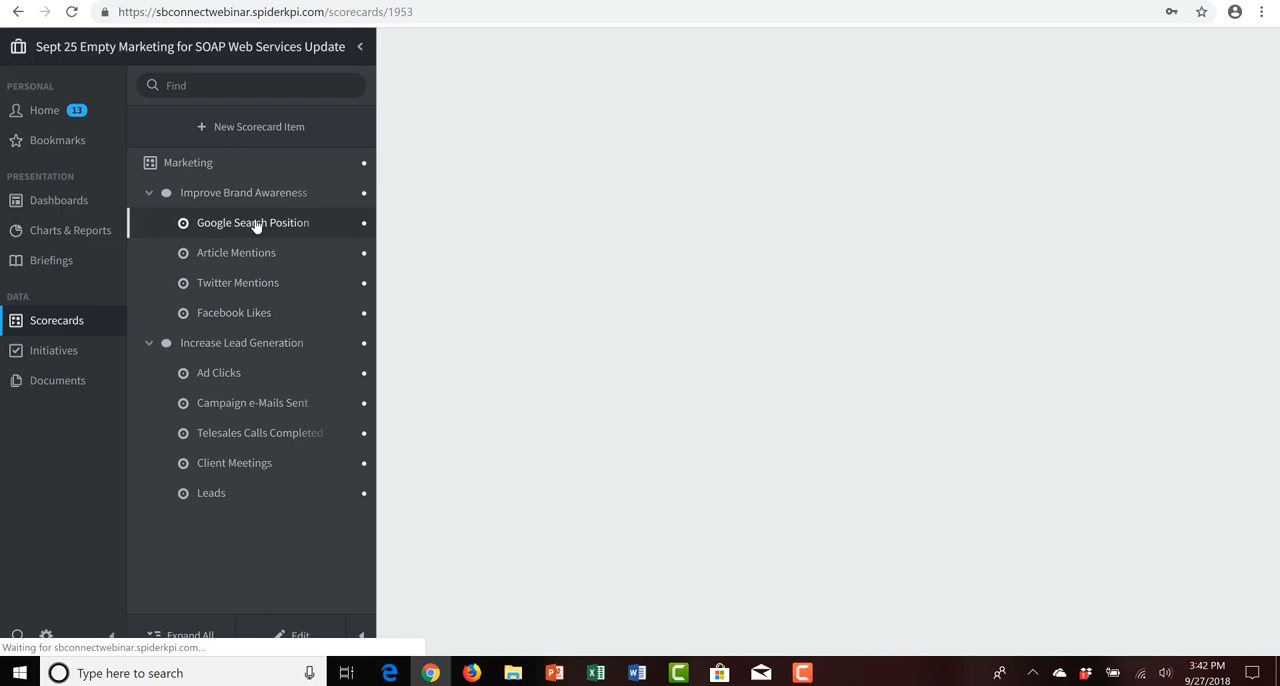 https://sbconnectwebinar.spiderkpi.com/scorecards/1953
Sept 25 Empty Marketing for SOAP Web Services Update
PERSONAL
Home 13
Bookmarks
PRESENTATION
Dashboards
Charts & Reports
Briefings
DATA
Scorecards
Initiatives
Documents
Find
+ New Scorecard Item
Marketing
Improve Brand Awareness
Google Search Position
Article Mentions
Twitter Mentions
Facebook Likes
Increase Lead Generation
Ad Clicks
Campaign e-Mails Sent
Telesales Calls Completed
Client Meetings
Leads
Expand All
Edit
Waiting for sbconnectwebinar.spiderkpi.com...
Type here to search
3:42 PM
9/27/2018